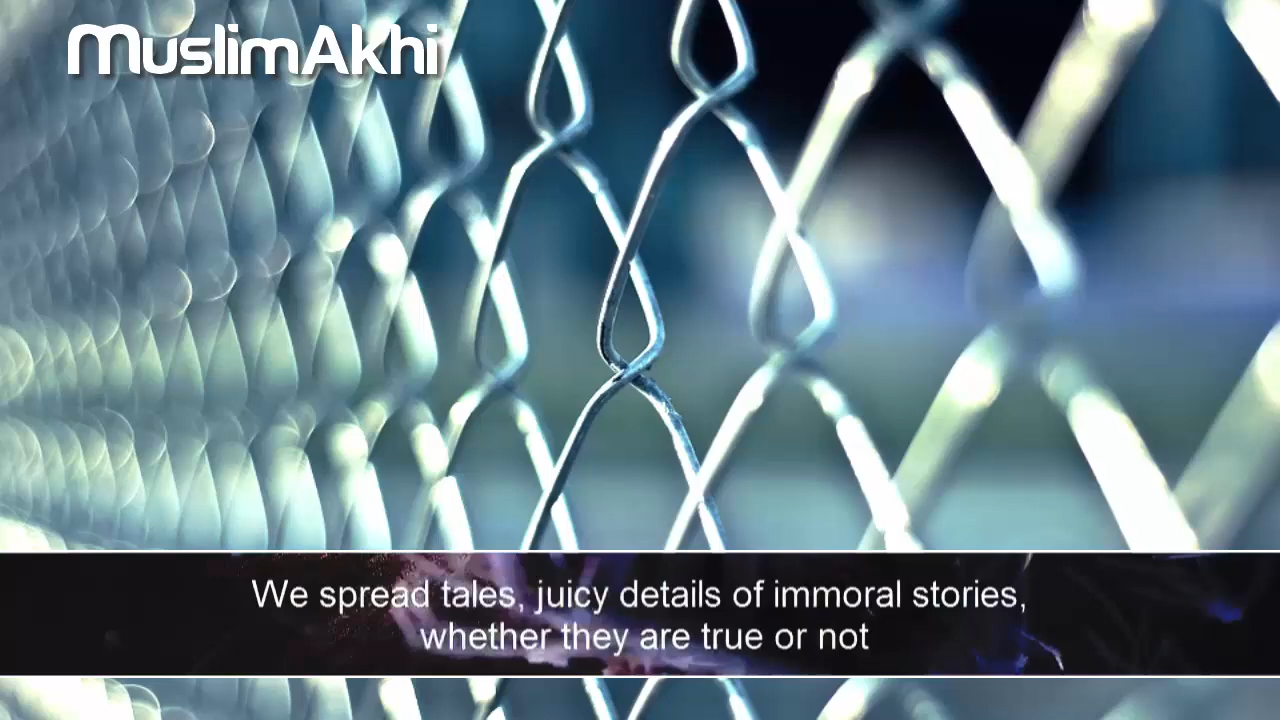 MuslimAkhi
We spread tales, juicy details of immoral stories,
whether they are true or not